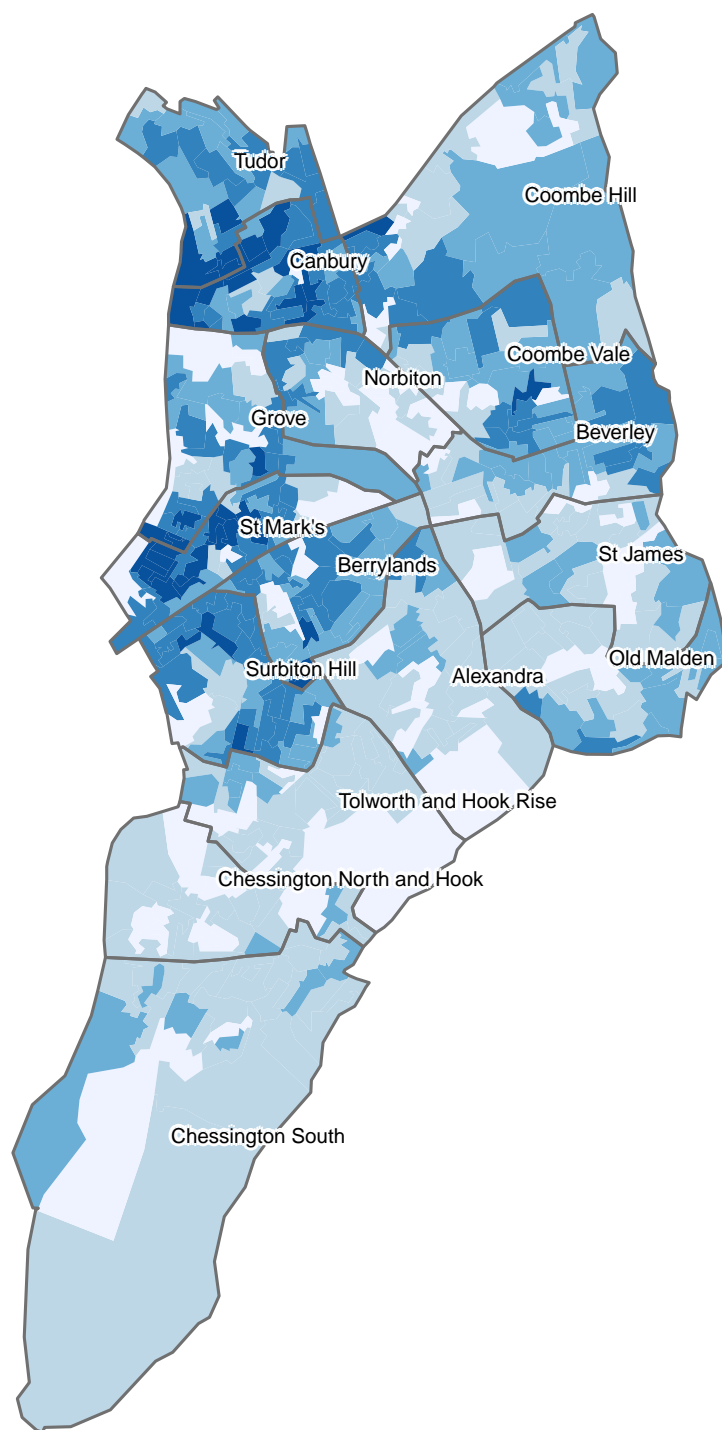 Tudor
Coombe Hill
Canbury
Coombe Vale
Norbiton
Grove
Beverley
St Mark's
St James
Berrylands
Old Malden
Surbiton Hill
Alexandra
Tolworth and Hook Rise
Chessington North and Hook
Chessington South